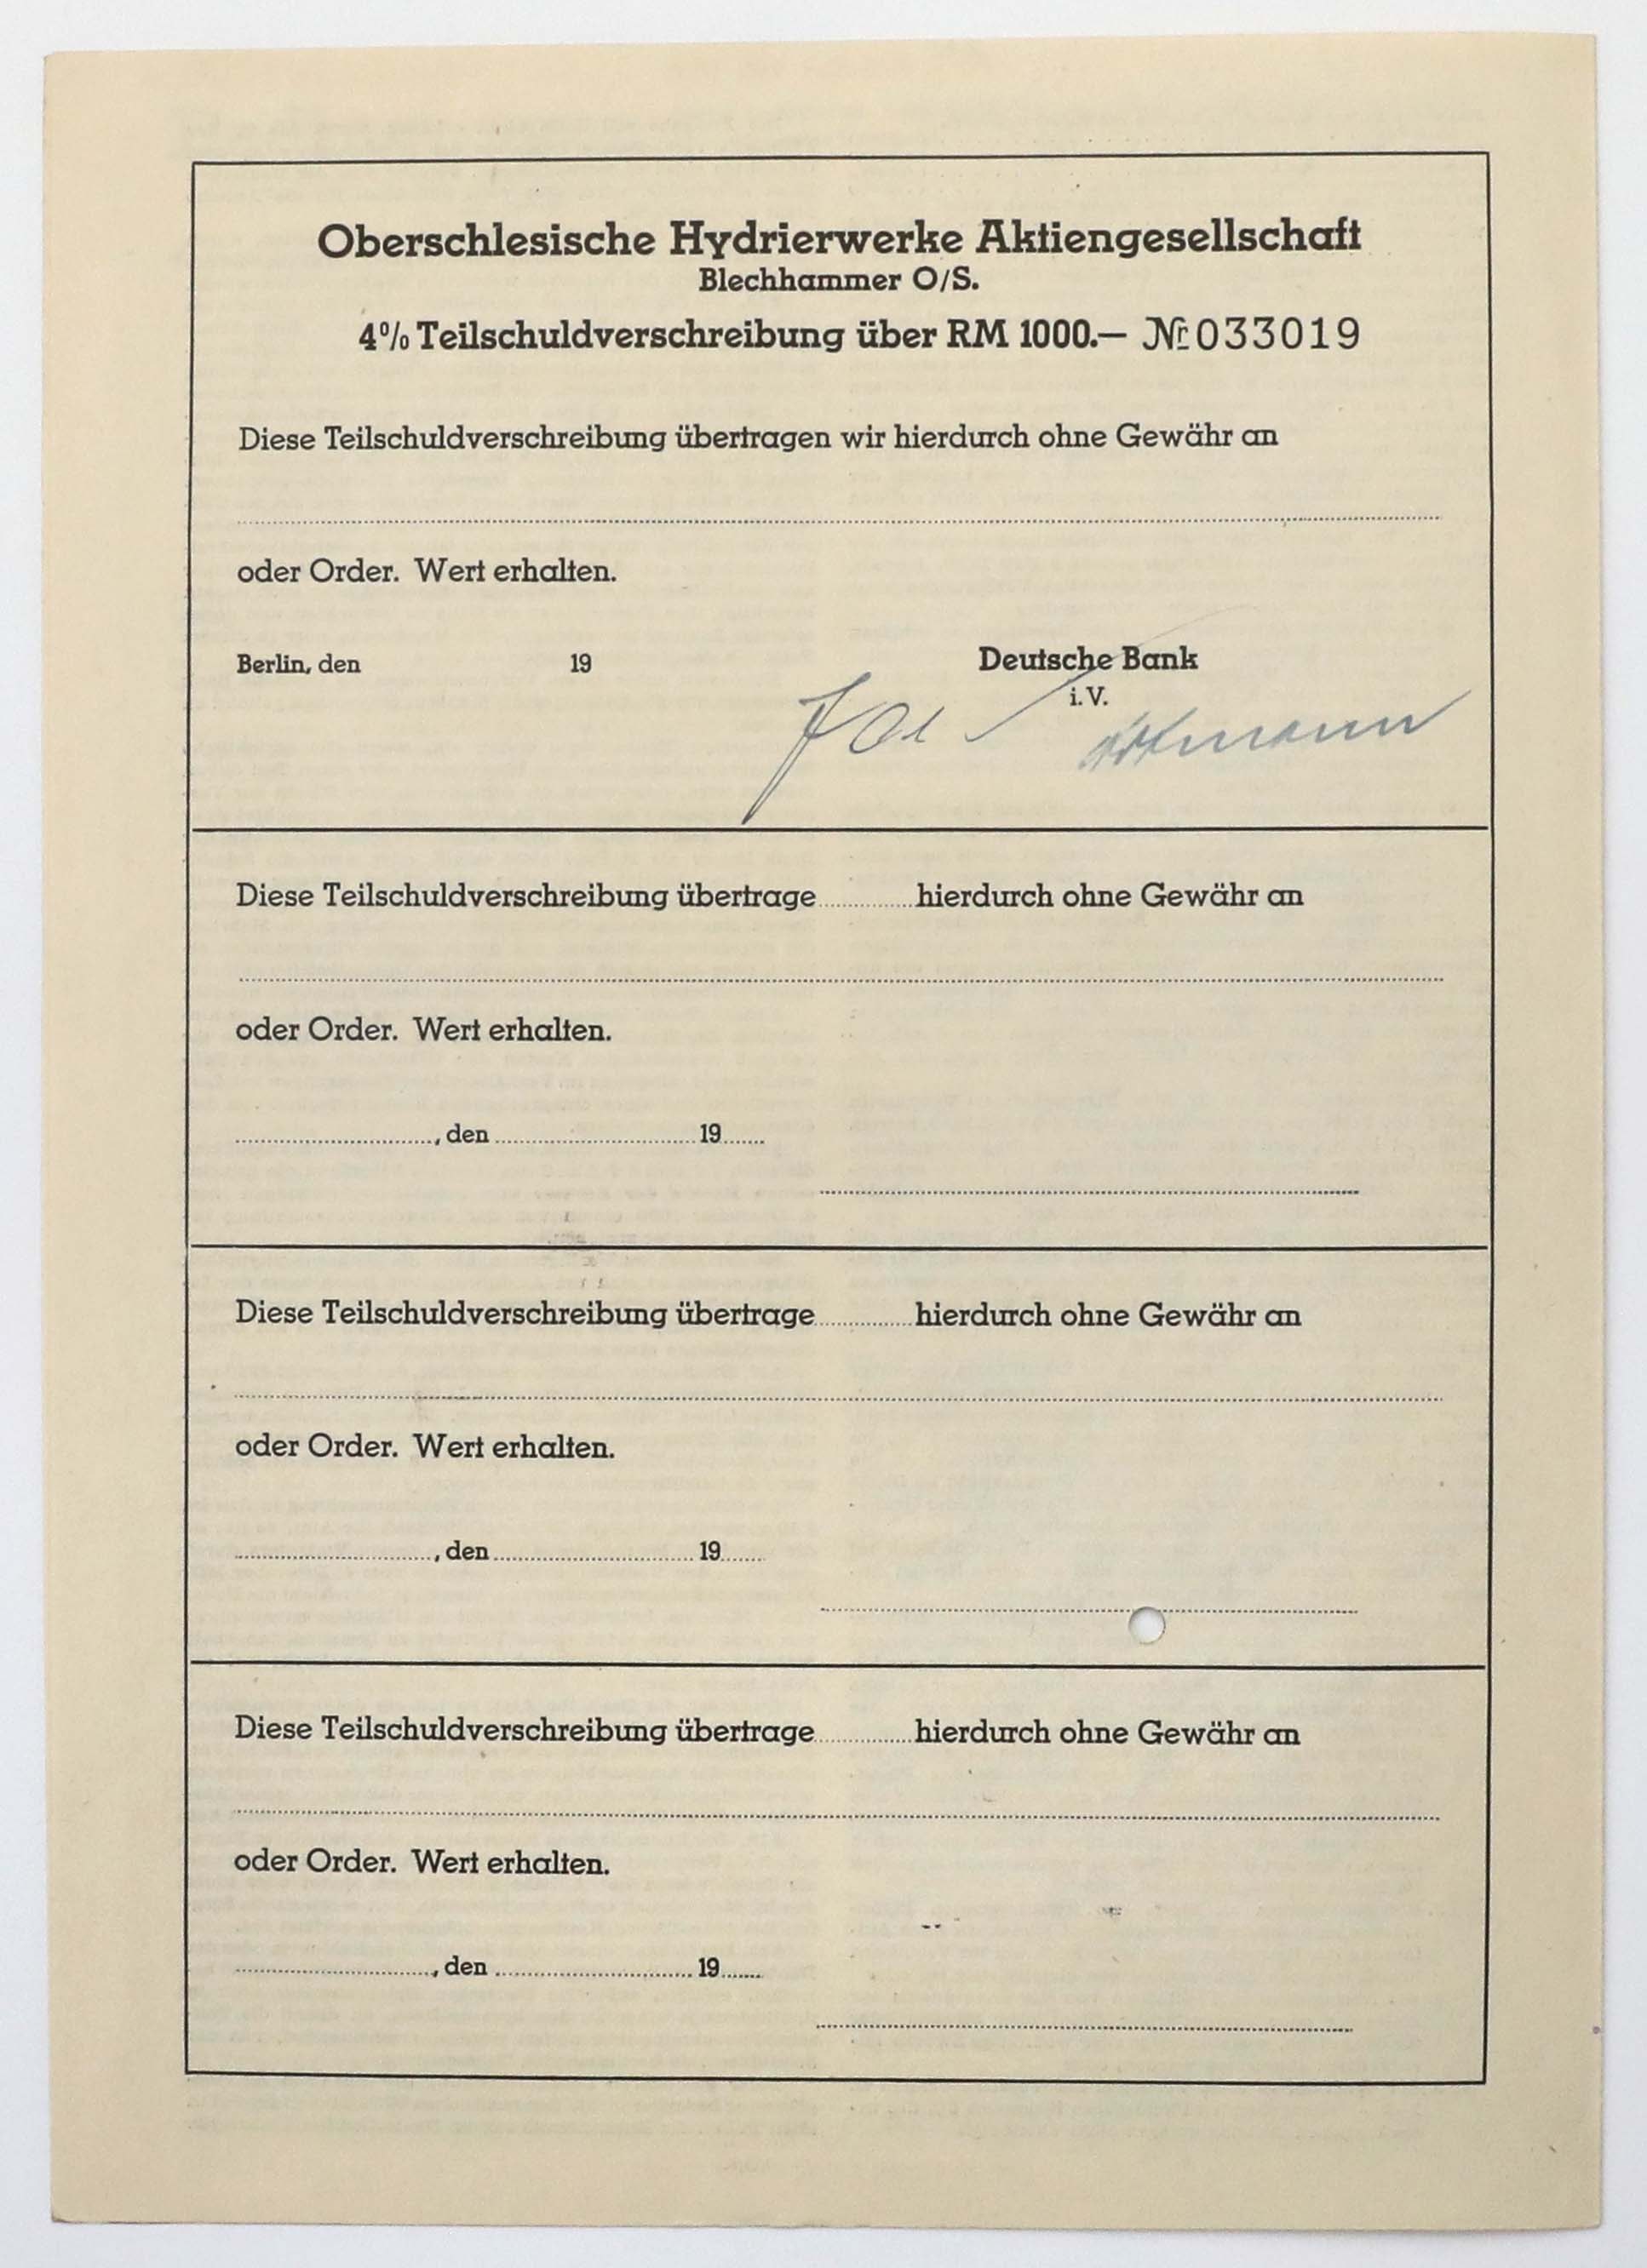 Oberschlesische Hydrierwerke Aktiengesellschaft
Blechhammer O/S.
4% Teilschuldverschreibung über RM 1000.— Nr. 033019
Diese Teilschuldverschreibung übertragen wir hierdurch ohne Gewähr an
oder Order. Wert erhalten.
Berlin, den 19
Deutsche Bank
i.V.
Diese Teilschuldverschreibung übertrage hierdurch ohne Gewähr an
oder Order. Wert erhalten.
, den 19
Diese Teilschuldverschreibung übertrage hierdurch ohne Gewähr an
oder Order. Wert erhalten.
, den 19
Diese Teilschuldverschreibung übertrage hierdurch ohne Gewähr an
oder Order. Wert erhalten.
, den 19